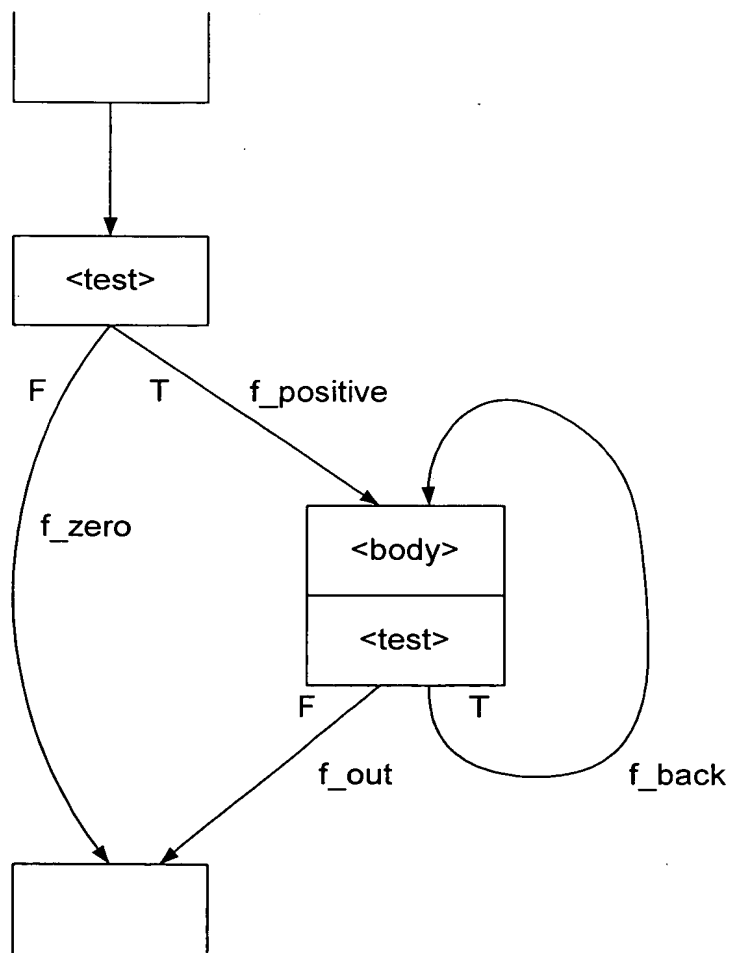 <test>
F
T
f_positive
f_zero
<body>
<test>
F
T
f_out
f_back